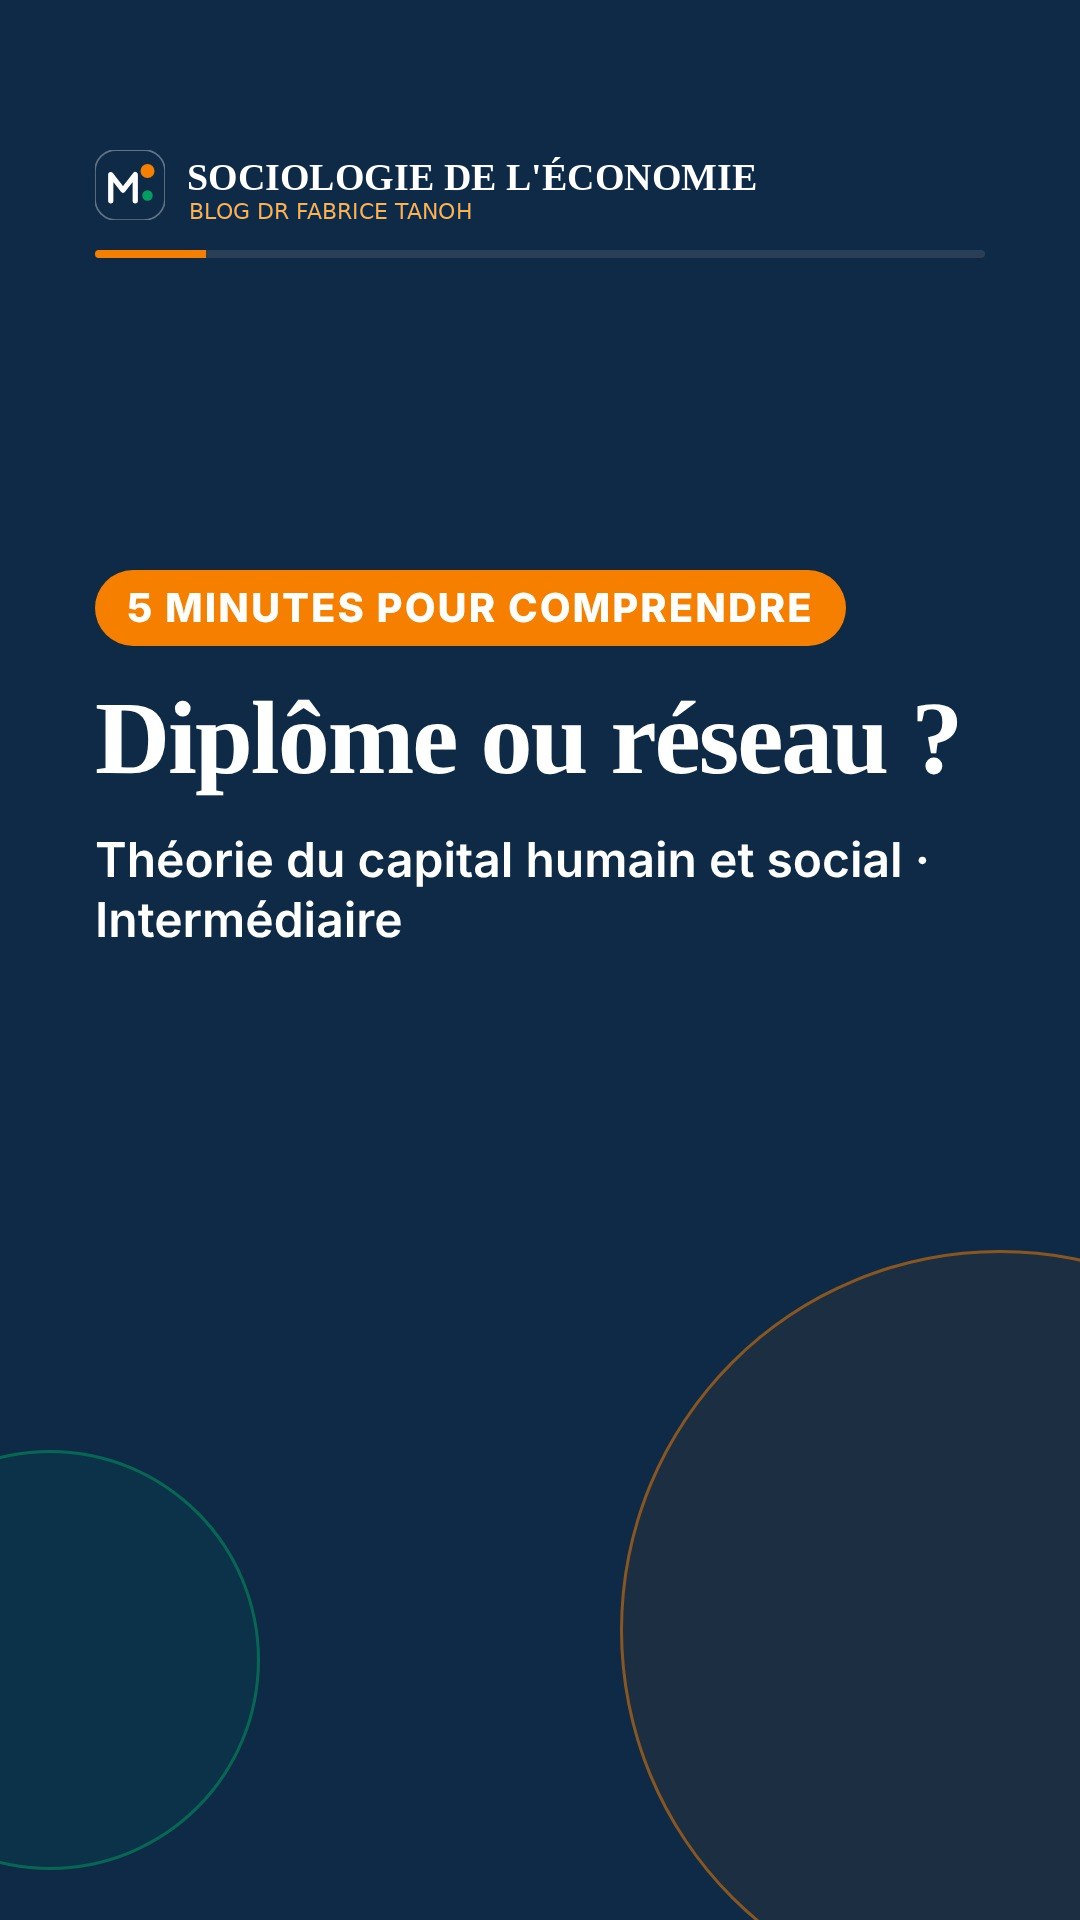 M
SOCIOLOGIE DE L'ÉCONOMIE
BLOG DR FABRICE TANOH
5 MINUTES POUR COMPRENDRE
Diplôme ou réseau ?
Théorie du capital humain et social ·
Intermédiaire